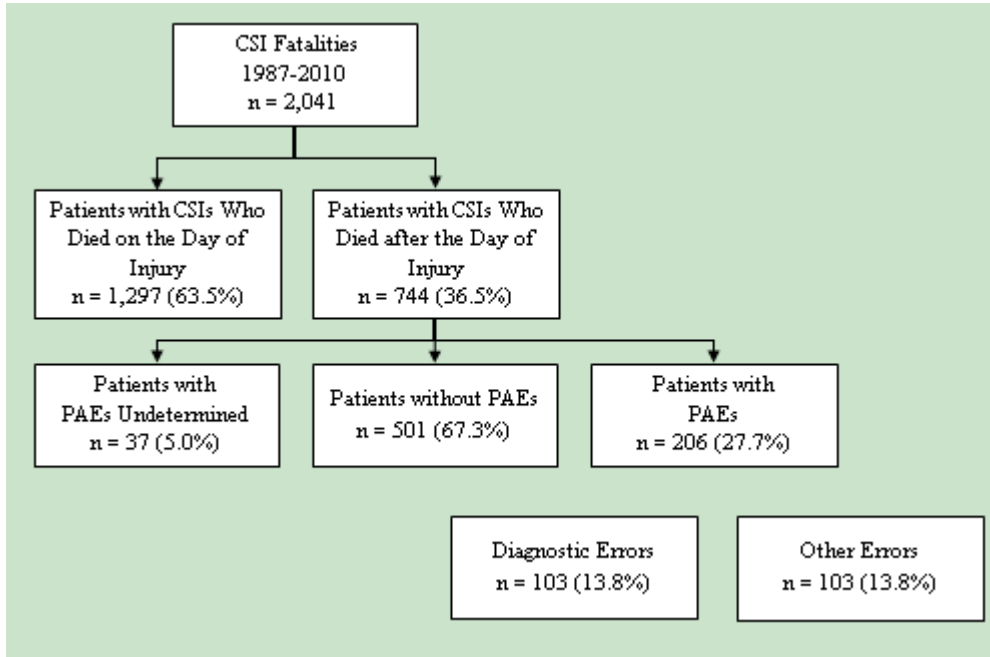 CSI Fatalities
1987-2010
n = 2,041
Patients with CSIs Who
Died on the Day of
Injury
n = 1,297 (63.5%)
Patients with CSIs Who
Died after the Day of
Injury
n = 744 (36.5%)
Patients with
PAEs Undetermined
n = 37 (5.0%)
Patients without PAEs
n = 501 (67.3%)
Patients with
PAEs
n = 206 (27.7%)
Diagnostic Errors
n = 103 (13.8%)
Other Errors
n = 103 (13.8%)